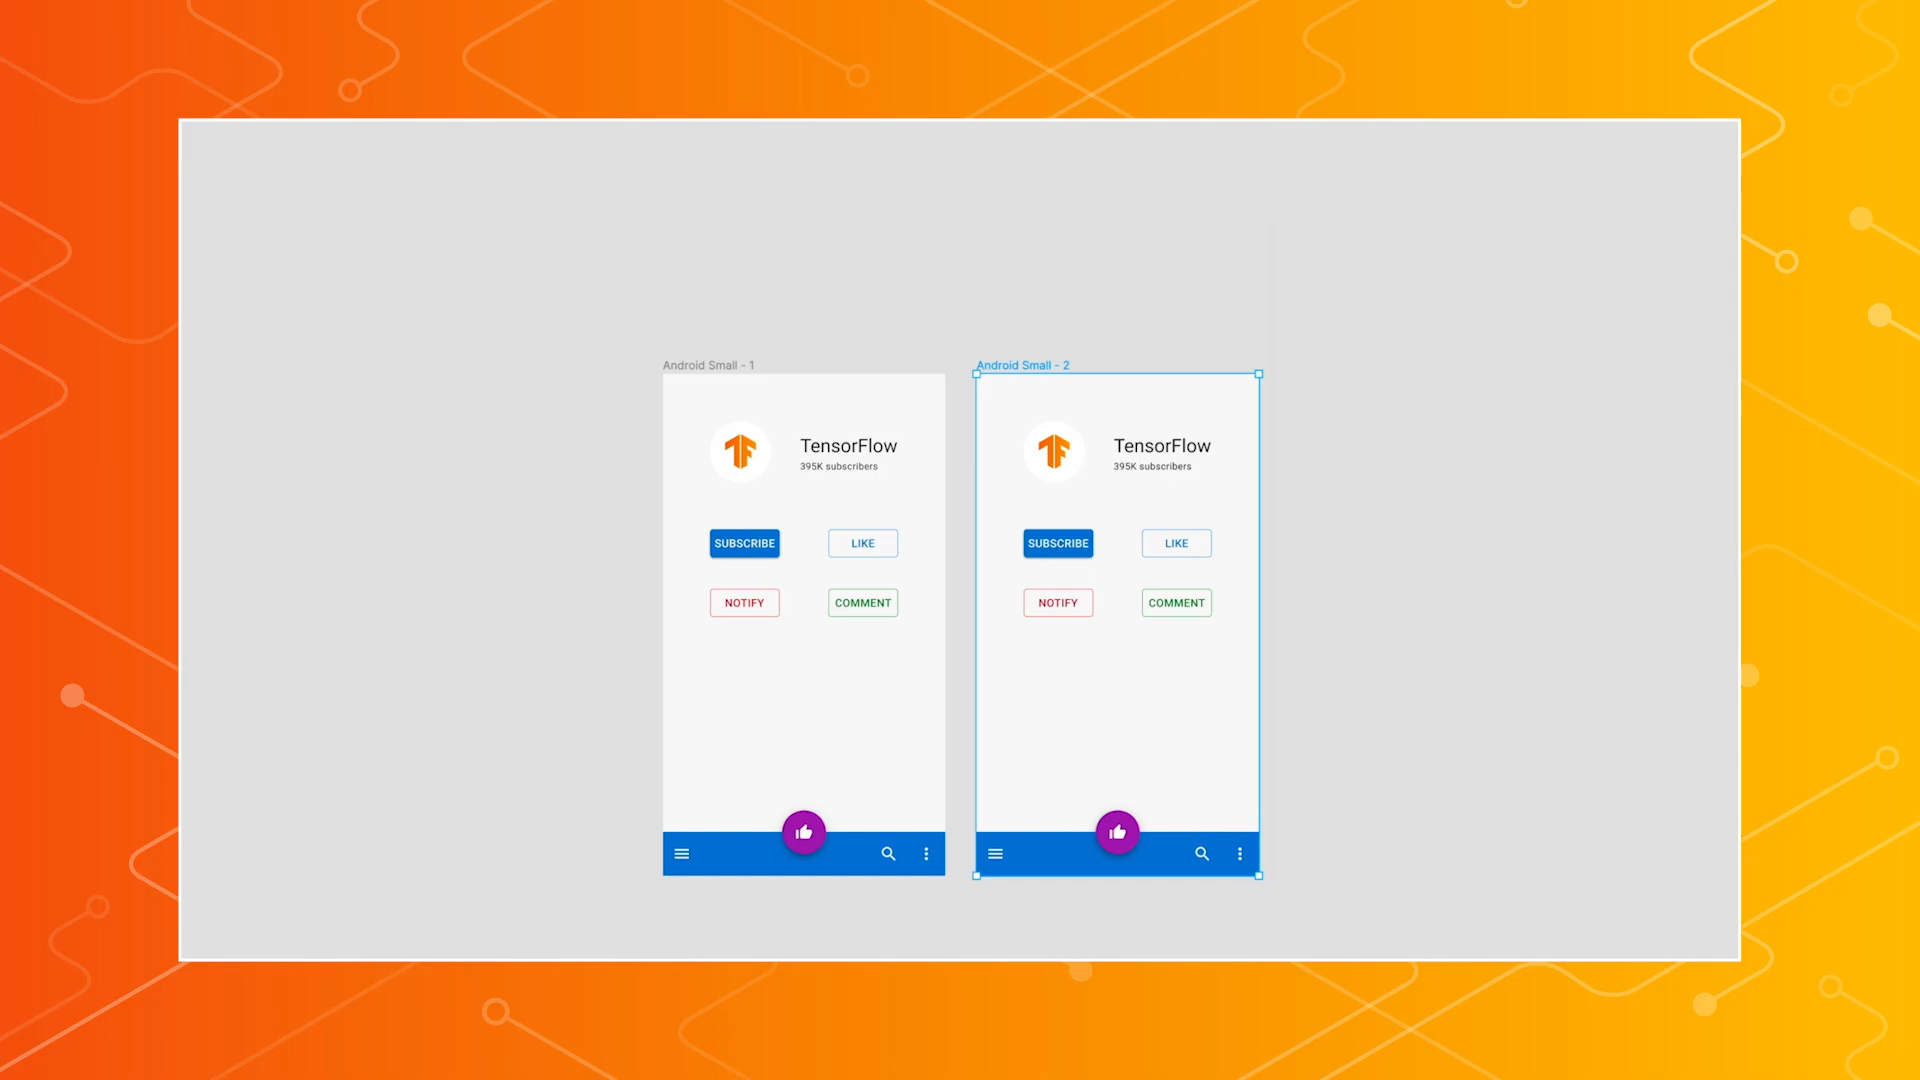 Android Small - 1
TensorFlow
395K subscribers
SUBSCRIBE
LIKE
NOTIFY
COMMENT
Android Small - 2
TensorFlow
395K subscribers
SUBSCRIBE
LIKE
NOTIFY
COMMENT